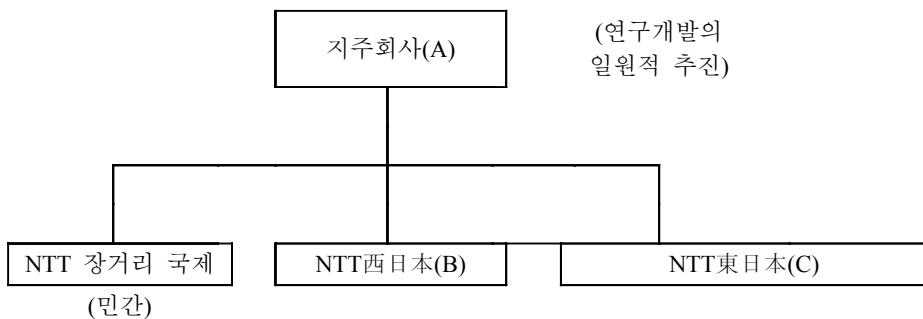 지주회사(A)
(연구개발의
일원적 추진)
NTT 장거리 국제
NTT西日本(B)
NTT東日本(C)
(민간)